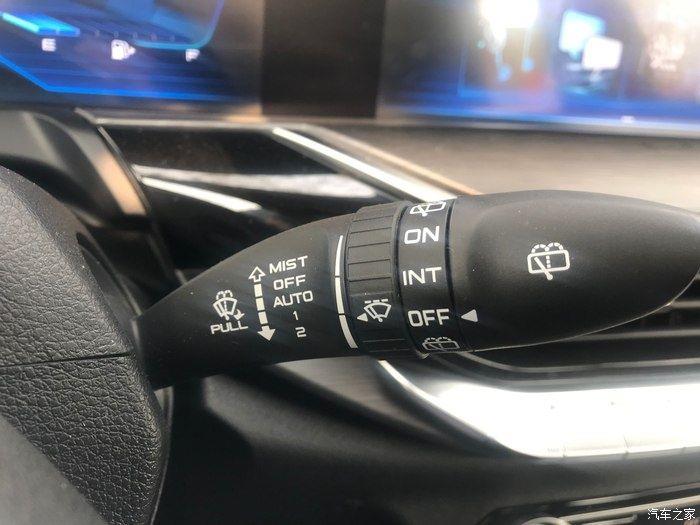 E F
MIST
OFF
AUTO
1
2
PULL
ON
INT
OFF
汽车之家